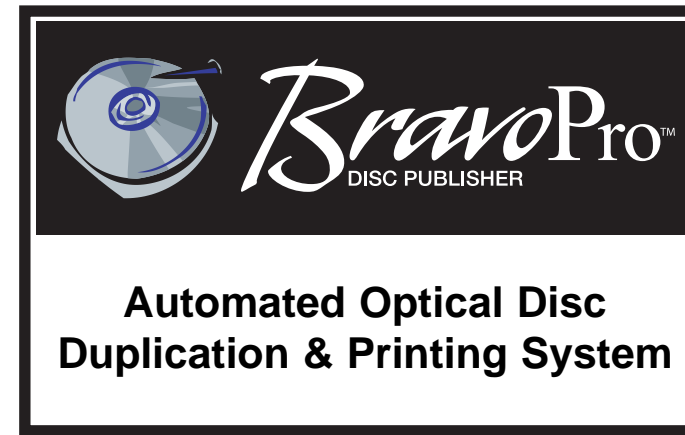 BravoPro™
DISC PUBLISHER
Automated Optical Disc
Duplication & Printing System